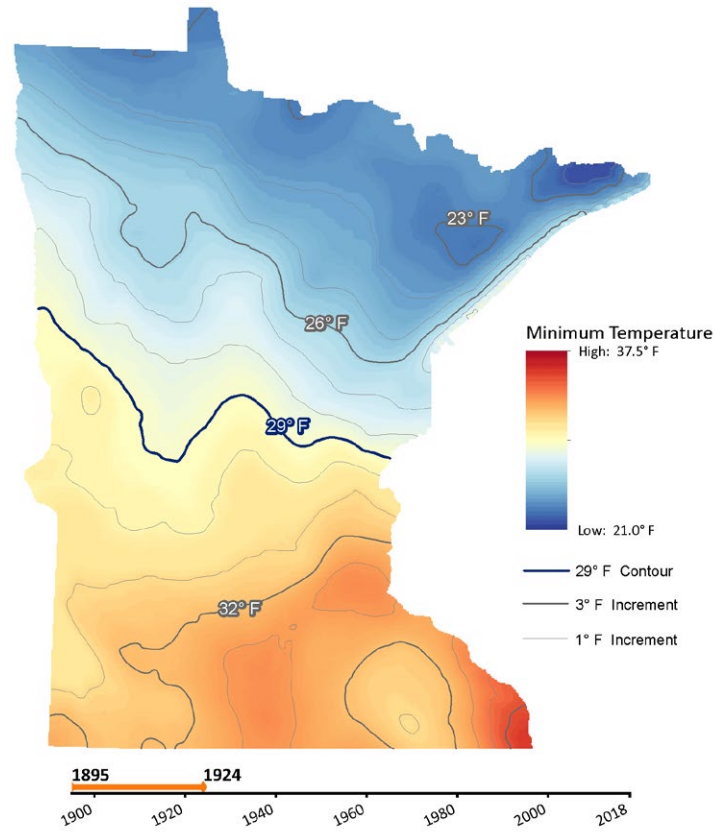 23° F
26° F
Minimum Temperature
High: 37.5° F
29° F
Low: 21.0° F
29° F Contour
3° F Increment
32° F
1° F Increment
1895
1924
1900
1920
1940
1960
1980
2000
2018